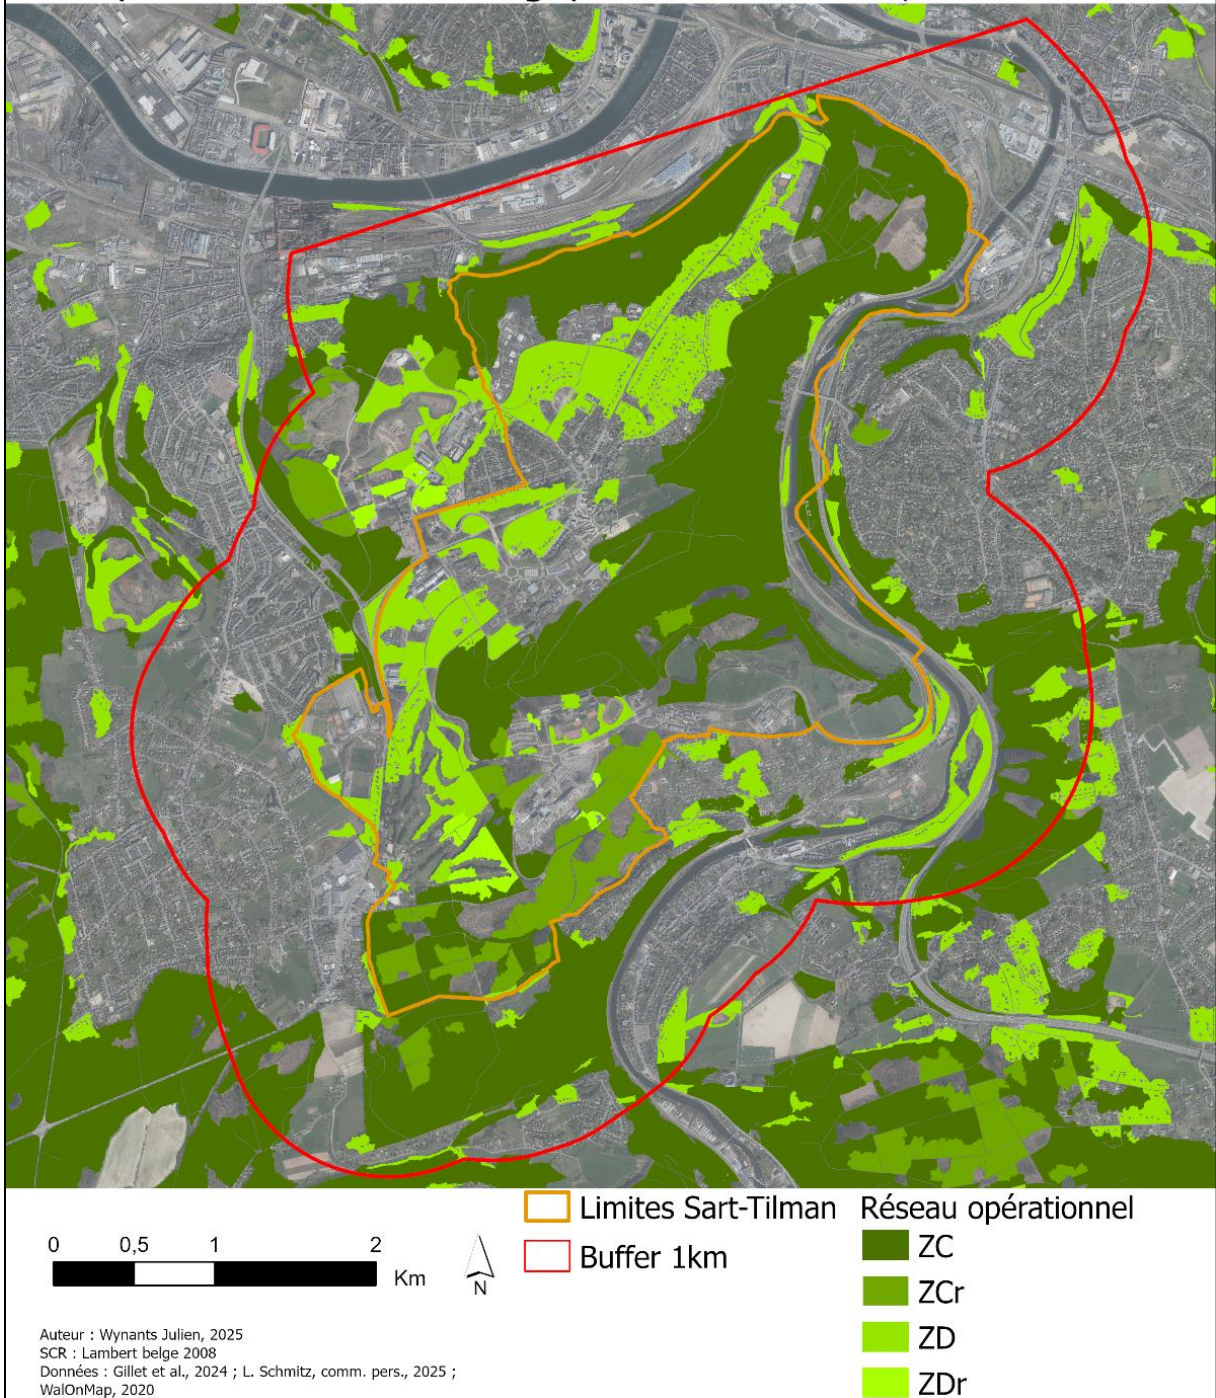 Limites Sart-Tilman
Buffer 1km
Réseau opérationnel
ZC
ZCr
ZD
ZDr
0 0,5 1 2
Km
N
Auteur : Wynants Julien, 2025
SCR : Lambert belge 2008
Données : Gillet et al., 2024 ; L. Schmitz, comm. pers., 2025 ;
WalOnMap, 2020